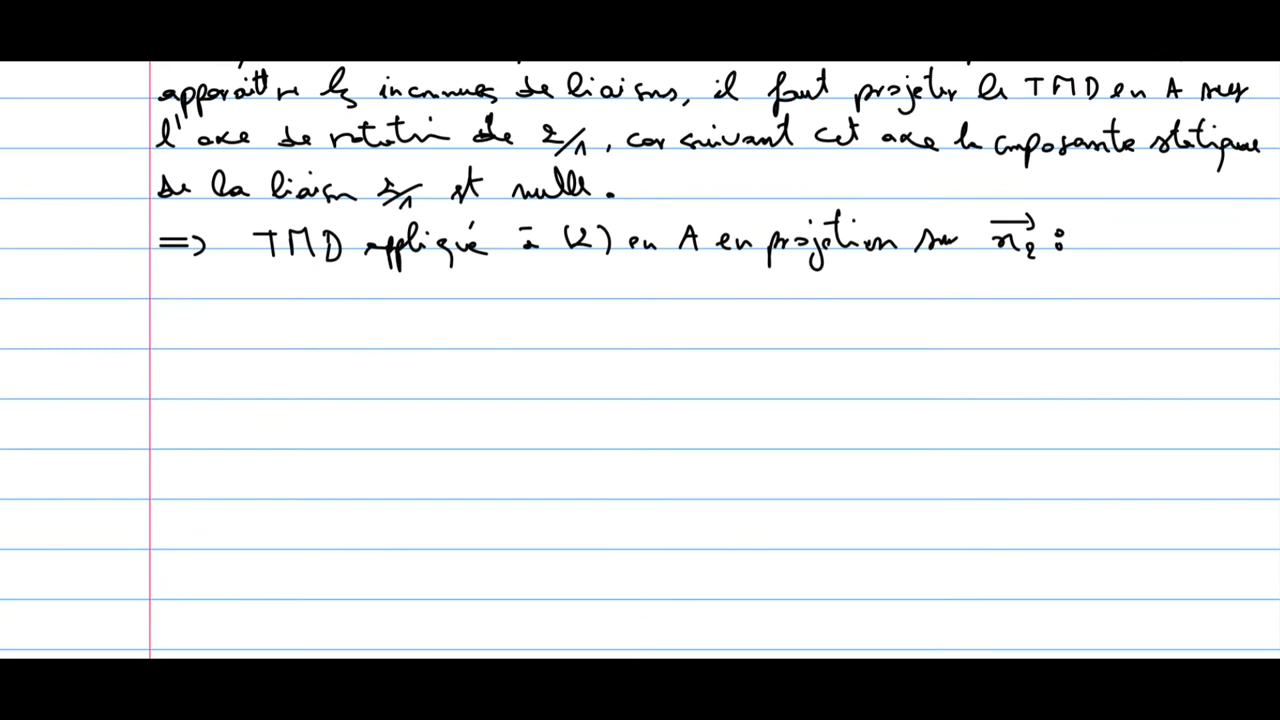 apparaître les inconnues de liaisons, il faut projeter le TMD en A sur
l'axe de rotation de 2/1, car suivant cet axe la composante statique
de la liaison 2/1 est nulle.
=> TMD appliqué à (2) en A en projection sur x₂ :